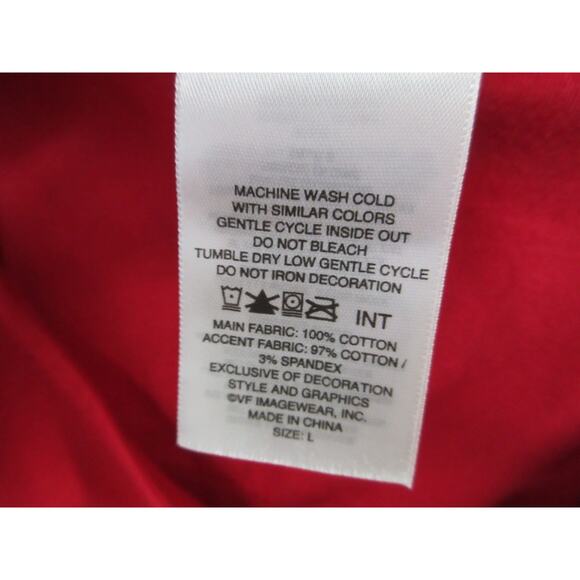 MACHINE WASH COLD
WITH SIMILAR COLORS
GENTLE CYCLE INSIDE OUT
DO NOT BLEACH
TUMBLE DRY LOW GENTLE CYCLE
DO NOT IRON DECORATION
INT
MAIN FABRIC: 100% COTTON
ACCENT FABRIC: 97% COTTON /
3% SPANDEX
EXCLUSIVE OF DECORATION
STYLE AND GRAPHICS
©VF IMAGEWEAR, INC.
MADE IN CHINA
SIZE: L